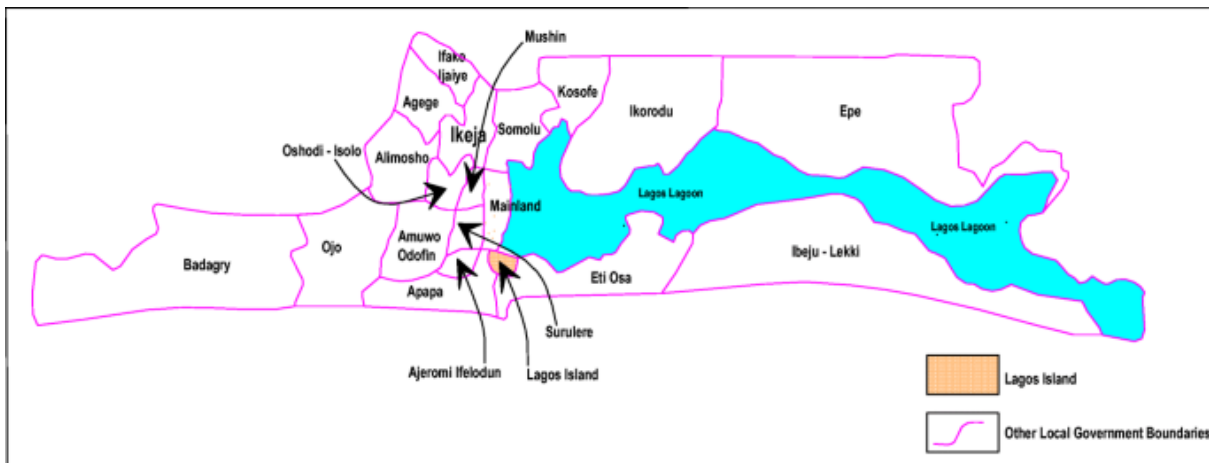 Mushin
Ifako
Ijaiye
Kosofe
Agege
Ikorodu
Epe
Ikeja
Somolu
Oshodi - Isolo
Alimosho
Lagos Lagoon
Mainland
Lagos Lagoon
Amuwo
Odofin
Ojo
Ibeju - Lekki
Badagry
Eti Osa
Apapa
Surulere
Ajeromi Ifelodun
Lagos Island
Lagos Island
Other Local Government Boundaries